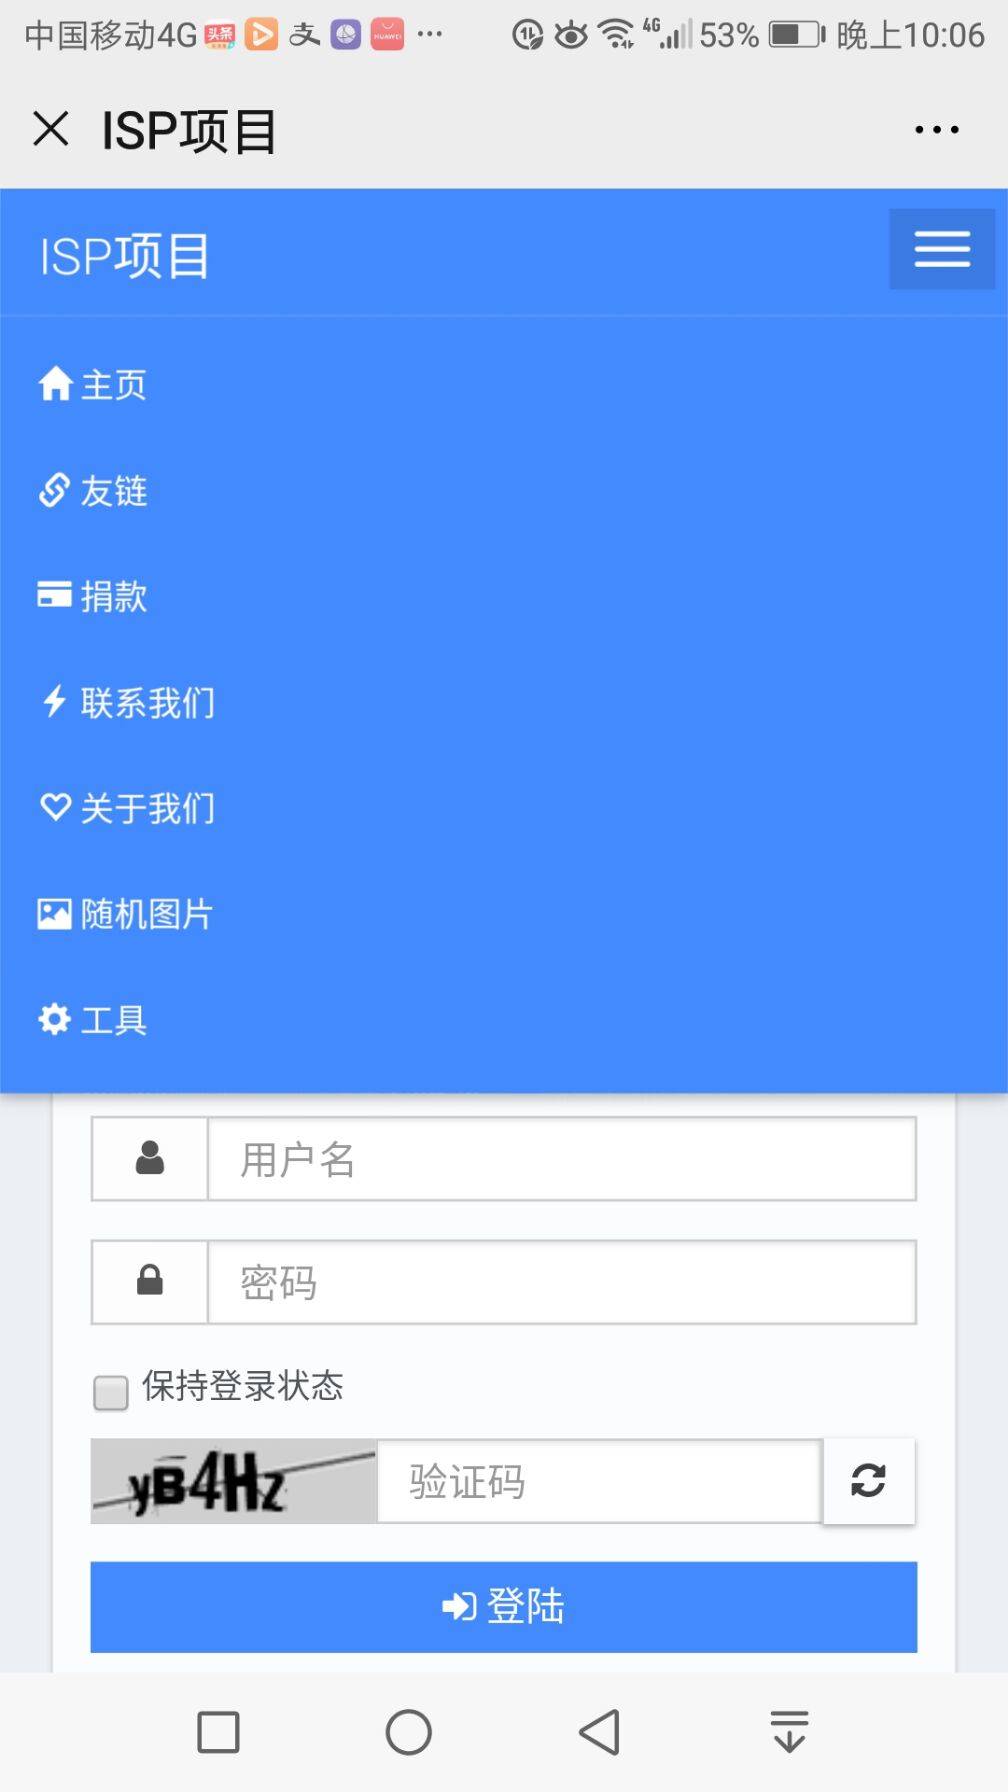 中国移动4G 头条 支 HUAWEI ... 4G 53% 晚上10:06
ISP项目
ISP项目
主页
友链
捐款
联系我们
关于我们
随机图片
工具
用户名
密码
保持登录状态
yB4Hz 验证码
登陆